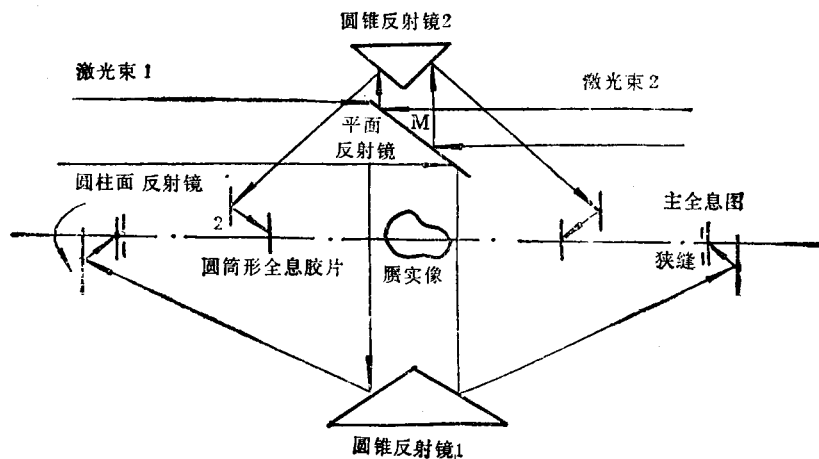 圆锥反射镜2
激光束1
激光束2
平面
M
反射镜
圆柱面反射镜
2
主全息图
圆筒形全息胶片
赝实像
狭缝
圆锥反射镜1